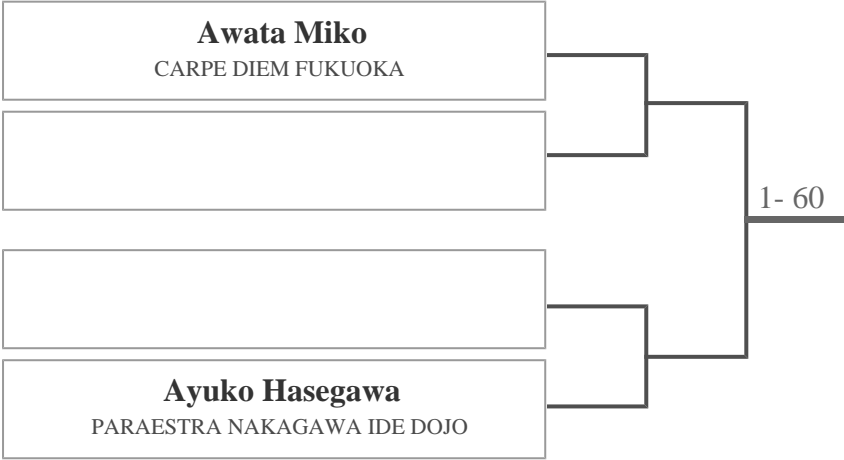 Awata Miko
CARPE DIEM FUKUOKA
1- 60
Ayuko Hasegawa
PARAESTRA NAKAGAWA IDE DOJO